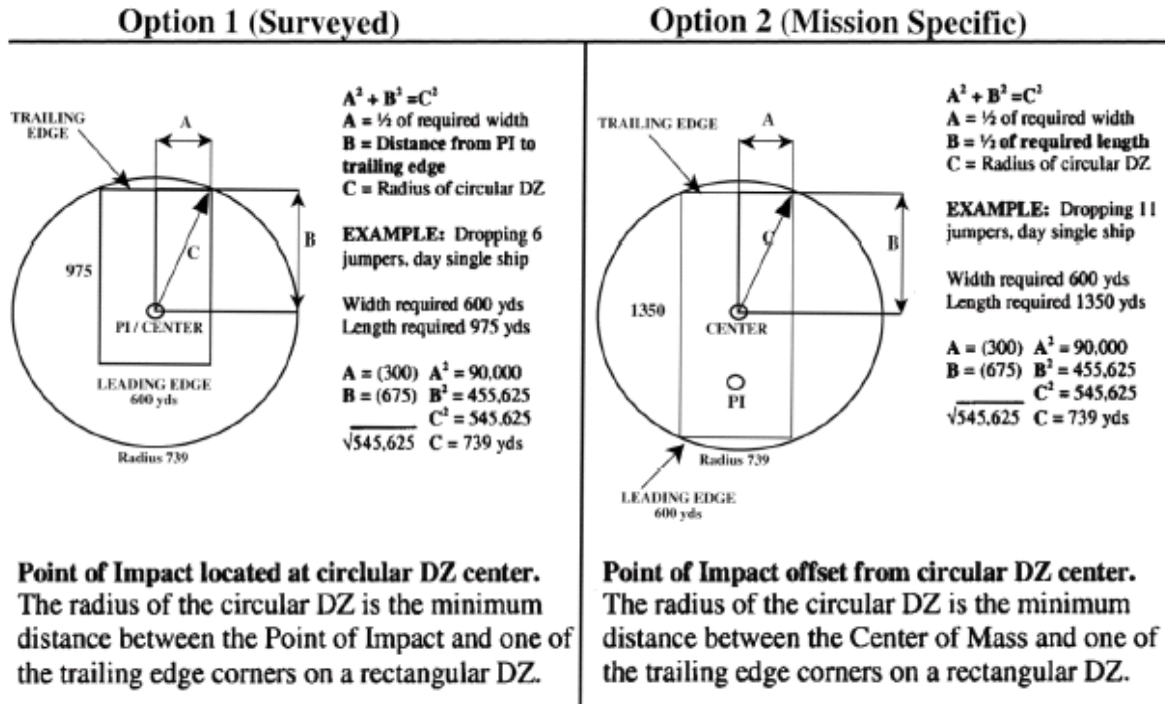 Option 1 (Surveyed)
TRAILING
EDGE
A
A² + B² =C²
A = ½ of required width
B = Distance from PI to
trailing edge
C = Radius of circular DZ
EXAMPLE: Dropping 6
jumpers, day single ship
Width required 600 yds
Length required 975 yds
A = (300) A² = 90,000
B = (675) B² = 455,625
C² = 545,625
√545,625 C = 739 yds
B
C
975
PI / CENTER
LEADING EDGE
600 yds
Radius 739
Point of Impact located at circlular DZ center.
The radius of the circular DZ is the minimum
distance between the Point of Impact and one of
the trailing edge corners on a rectangular DZ.
Option 2 (Mission Specific)
TRAILING EDGE
A
A² + B² =C²
A = ½ of required width
B = ½ of required length
C = Radius of circular DZ
EXAMPLE: Dropping 11
jumpers, day single ship
Width required 600 yds
Length required 1350 yds
A = (300) A² = 90,000
B = (675) B² = 455,625
C² = 545,625
√545,625 C = 739 yds
B
C
1350
CENTER
PI
Radius 739
LEADING EDGE
600 yds
Point of Impact offset from circular DZ center.
The radius of the circular DZ is the minimum
distance between the Center of Mass and one of
the trailing edge corners on a rectangular DZ.